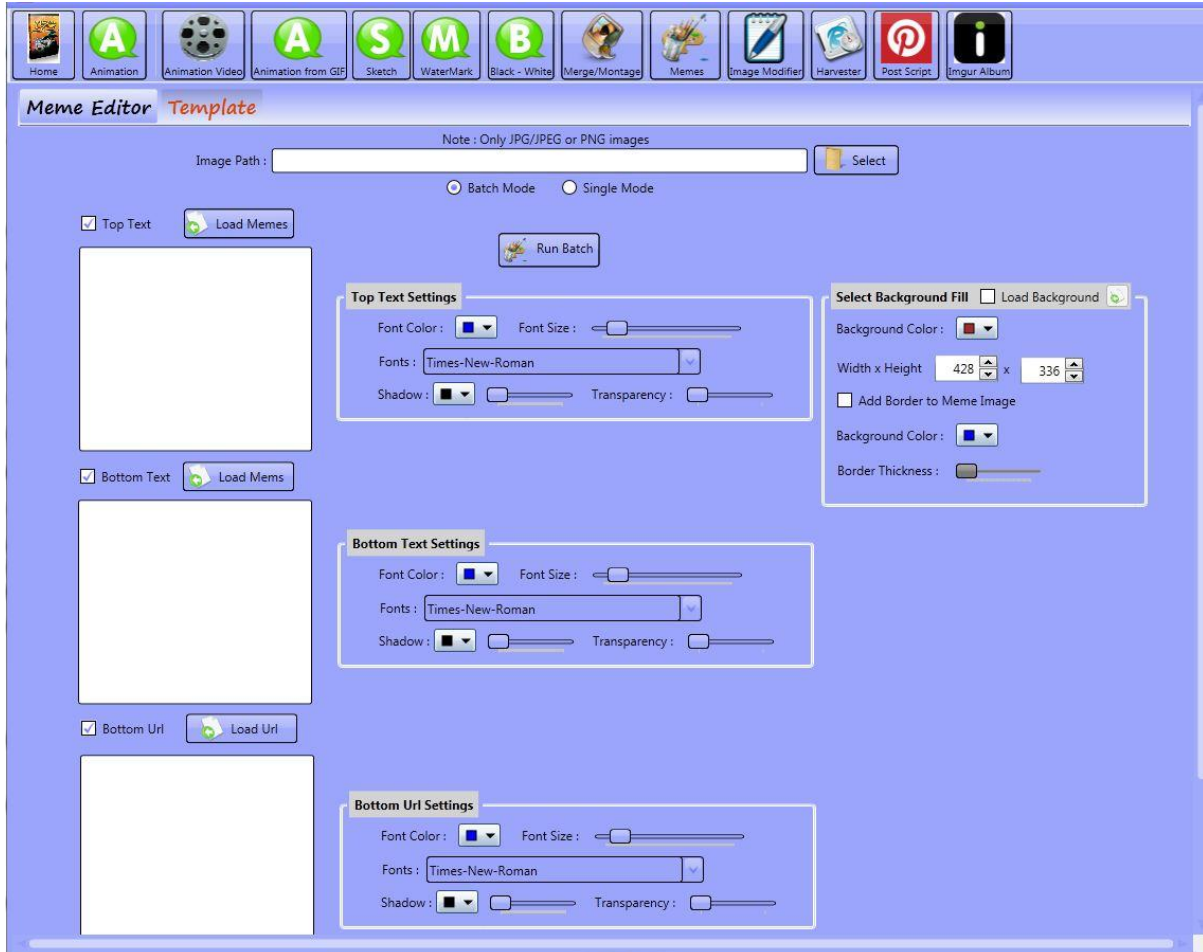 Home Animation Animation Video Animation from GIF Sketch WaterMark Black - White Merge/Montage Memes Image Modifier Harvester Post Script Imgur Album
A A S M B i
Meme Editor Template
Note : Only JPG/JPEG or PNG images
Image Path : Select
Batch Mode Single Mode
Top Text Load Memes
Run Batch
Top Text Settings
Font Color : Font Size :
Fonts : Times-New-Roman
Shadow : Transparency :
Select Background Fill Load Background
Background Color :
Width x Height 428 x 336
Add Border to Meme Image
Background Color :
Border Thickness :
Bottom Text Load Mems
Bottom Text Settings
Font Color : Font Size :
Fonts : Times-New-Roman
Shadow : Transparency :
Bottom Url Load Url
Bottom Url Settings
Font Color : Font Size :
Fonts : Times-New-Roman
Shadow : Transparency :